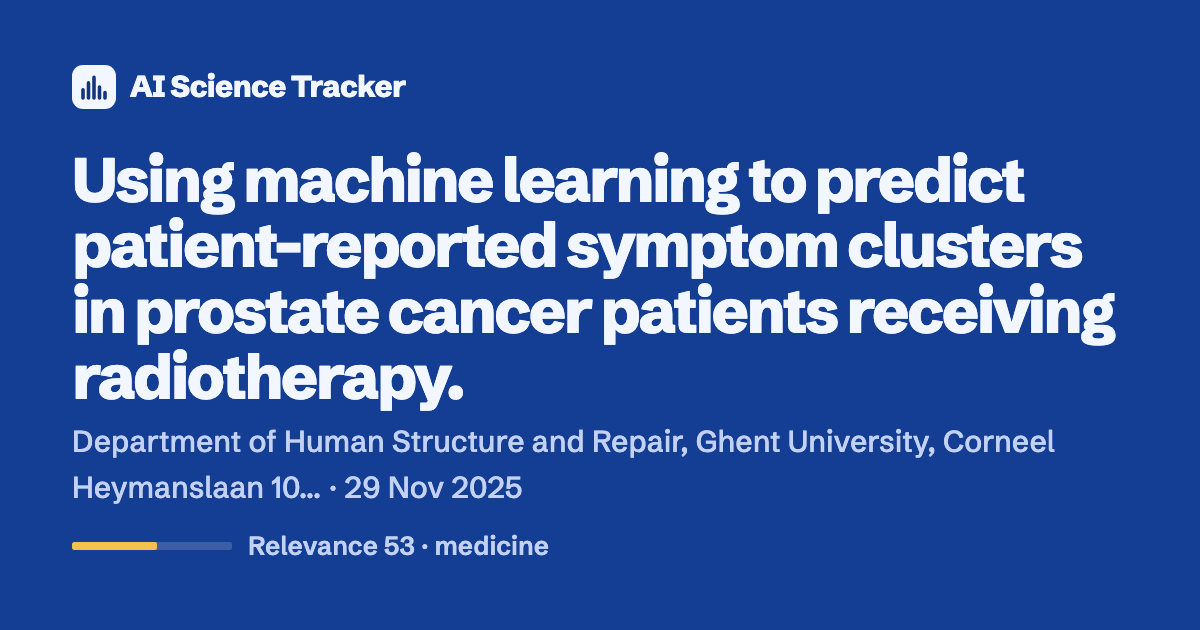 AI Science Tracker
Using machine learning to predict
patient-reported symptom clusters
in prostate cancer patients receiving
radiotherapy.
Department of Human Structure and Repair, Ghent University, Corneel
Heymanslaan 10... · 29 Nov 2025
Relevance 53 · medicine